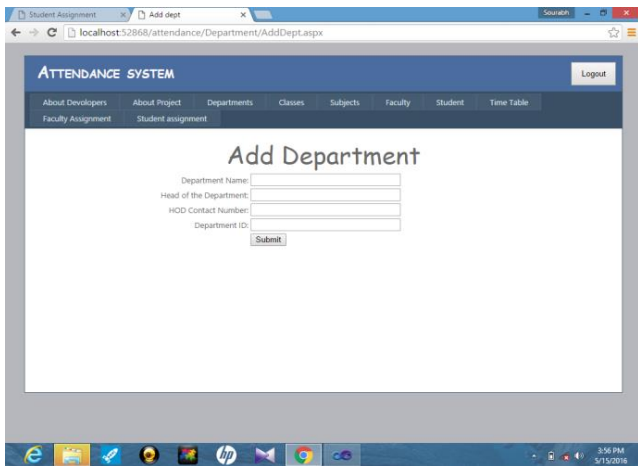 Student Assignment
Add dept
Sourabh
localhost:52868/attendance/Department/AddDept.aspx
ATTENDANCE SYSTEM
Logout
About Devolopers About Project Departments Classes Subjects Faculty Student Time Table
Faculty Assignment Student assignment
Add Department
Department Name:
Head of the Department:
HOD Contact Number:
Department ID:
Submit
hp
3:56 PM
5/15/2016